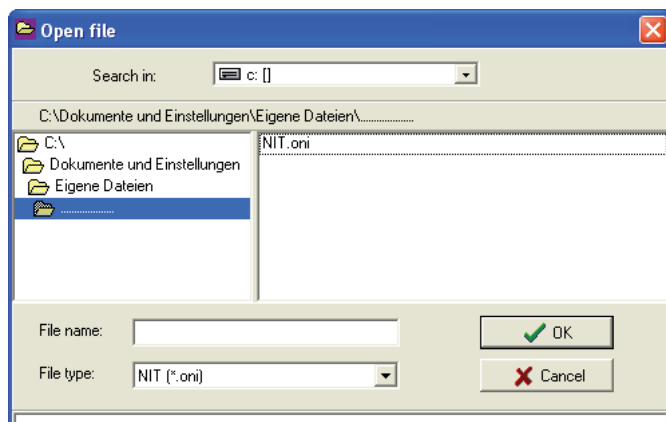 Open file
Search in: c: []
C:\Dokumente und Einstellungen\Eigene Dateien\...................
C:\
Dokumente und Einstellungen
Eigene Dateien
...................
NIT.oni
File name:
OK
File type: NIT (*.oni)
Cancel